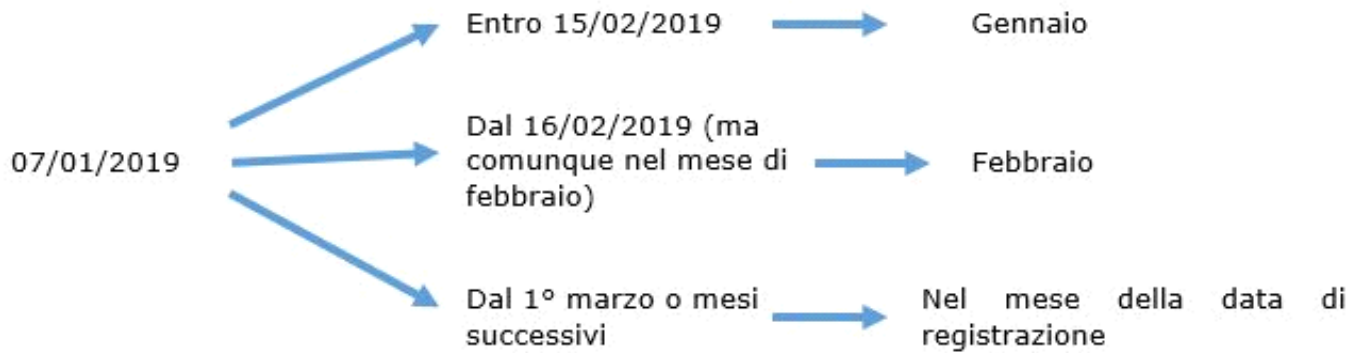 Entro 15/02/2019
Gennaio
07/01/2019
Dal 16/02/2019 (ma
comunque nel mese di
febbraio)
Febbraio
Dal 1° marzo o mesi
successivi
Nel mese della data di
registrazione